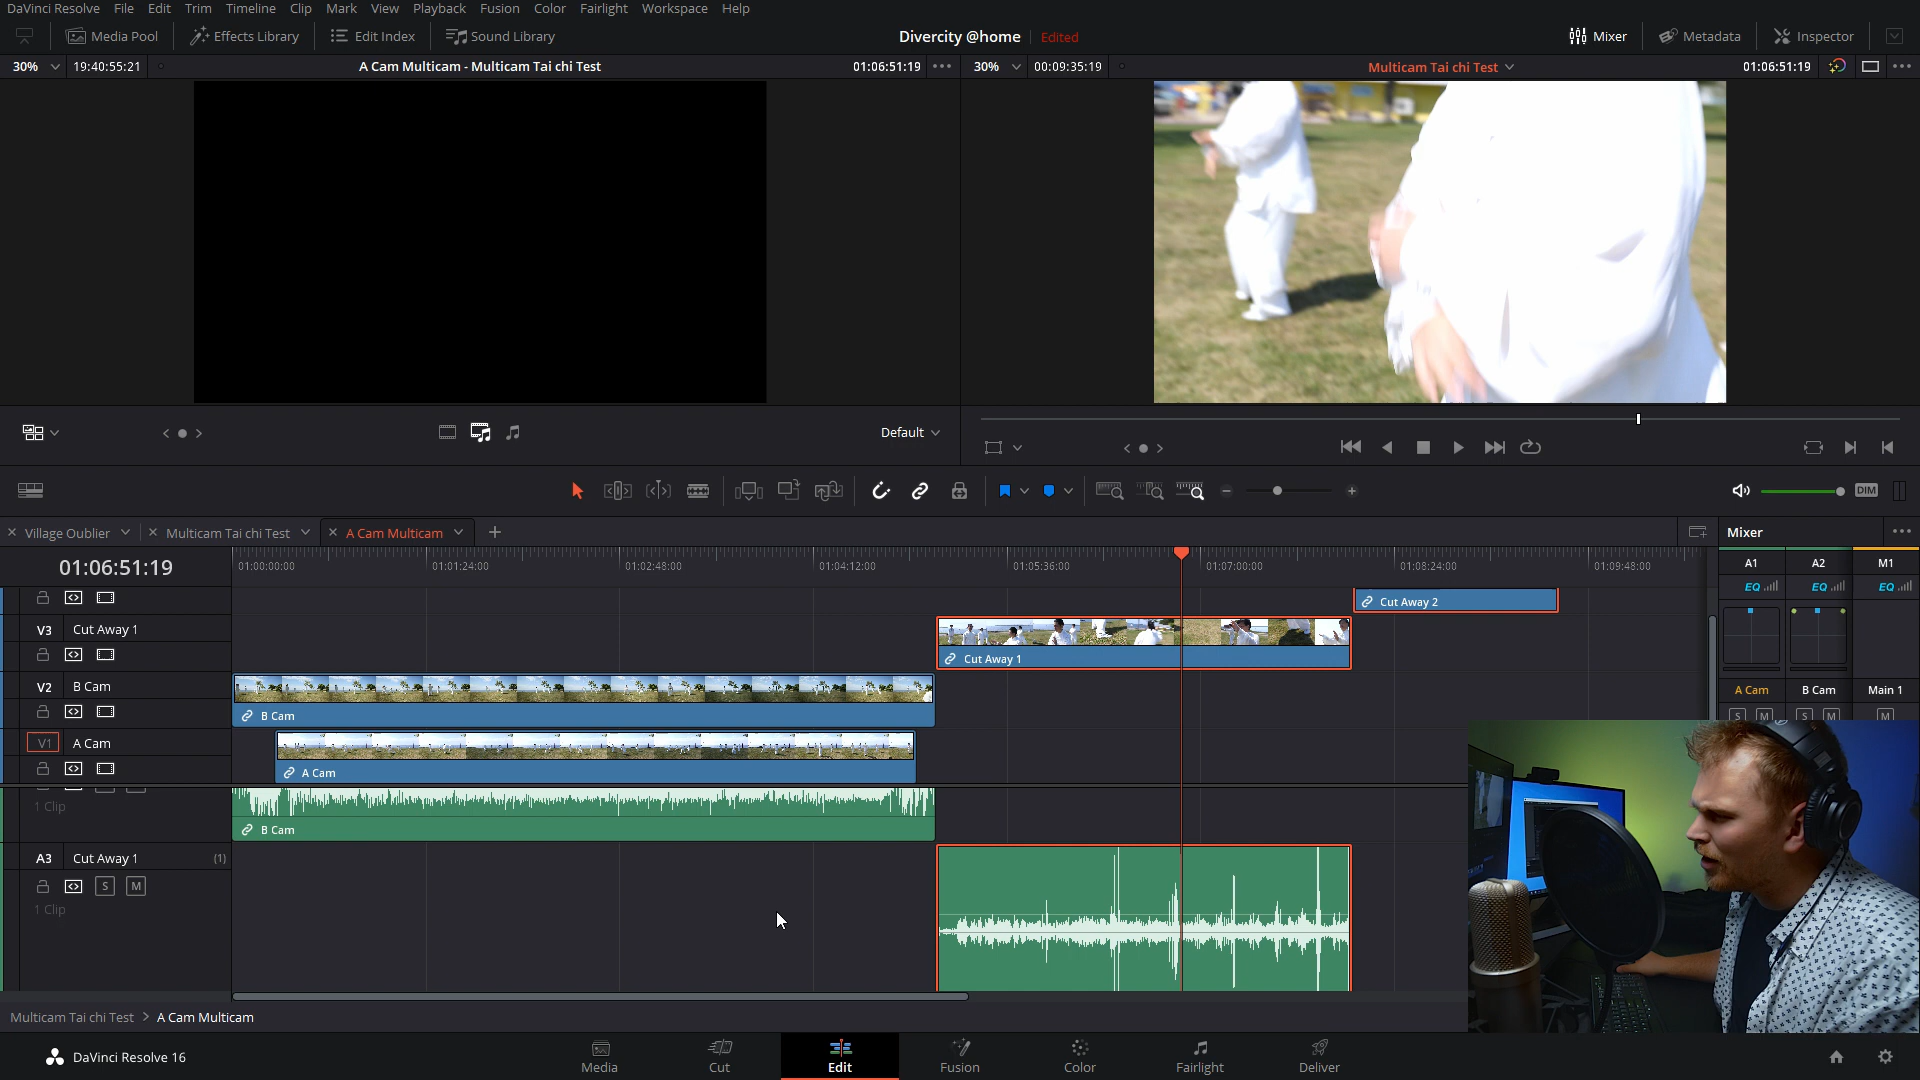 DaVinci Resolve File Edit Trim Timeline Clip Mark View Playback Fusion Color Fairlight Workspace Help
Media Pool Effects Library Edit Index Sound Library Divercity @home Edited Mixer Metadata Inspector
30% 19:40:55:21 A Cam Multicam - Multicam Tai chi Test 01:06:51:19 30% 00:09:35:19 Multicam Tai chi Test 01:06:51:19
Default
DIM
Village Oublier Multicam Tai chi Test A Cam Multicam Mixer
01:06:51:19 01:00:00:00 01:01:24:00 01:02:48:00 01:04:12:00 01:05:36:00 01:07:00:00 01:08:24:00 01:09:48:00 A1 A2 M1
EQ EQ EQ
Cut Away 2
V3 Cut Away 1
Cut Away 1
V2 B Cam A Cam B Cam Main 1
B Cam S M S M M
V1 A Cam
A Cam
1 Clip
B Cam
A3 Cut Away 1 (1)
S M
1 Clip
Multicam Tai chi Test > A Cam Multicam
DaVinci Resolve 16 Media Cut Edit Fusion Color Fairlight Deliver